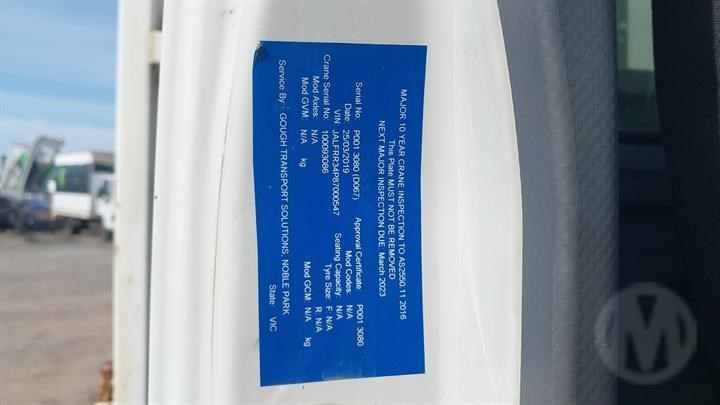 MAJOR 10 YEAR CRANE INSPECTION TO AS2550.11 2016
This Plate MUST NOT BE REMOVED
NEXT MAJOR INSPECTION DUE: March 2023
Serial No: P001 3080 (D067) Approval Certificate: P001 3080
Date: 25/03/2019 Mod Codes: N/A
VIN: JALFRR34P87000547 Seating Capacity: N/A
Crane Serial No: 100093086 Tyre Size: F: N/A
Mod Axles: N/A R: N/A
Mod GVM: N/A kg Mod GCM: N/A kg
Service By: GOUGH TRANSPORT SOLUTIONS, NOBLE PARK
State VIC
M